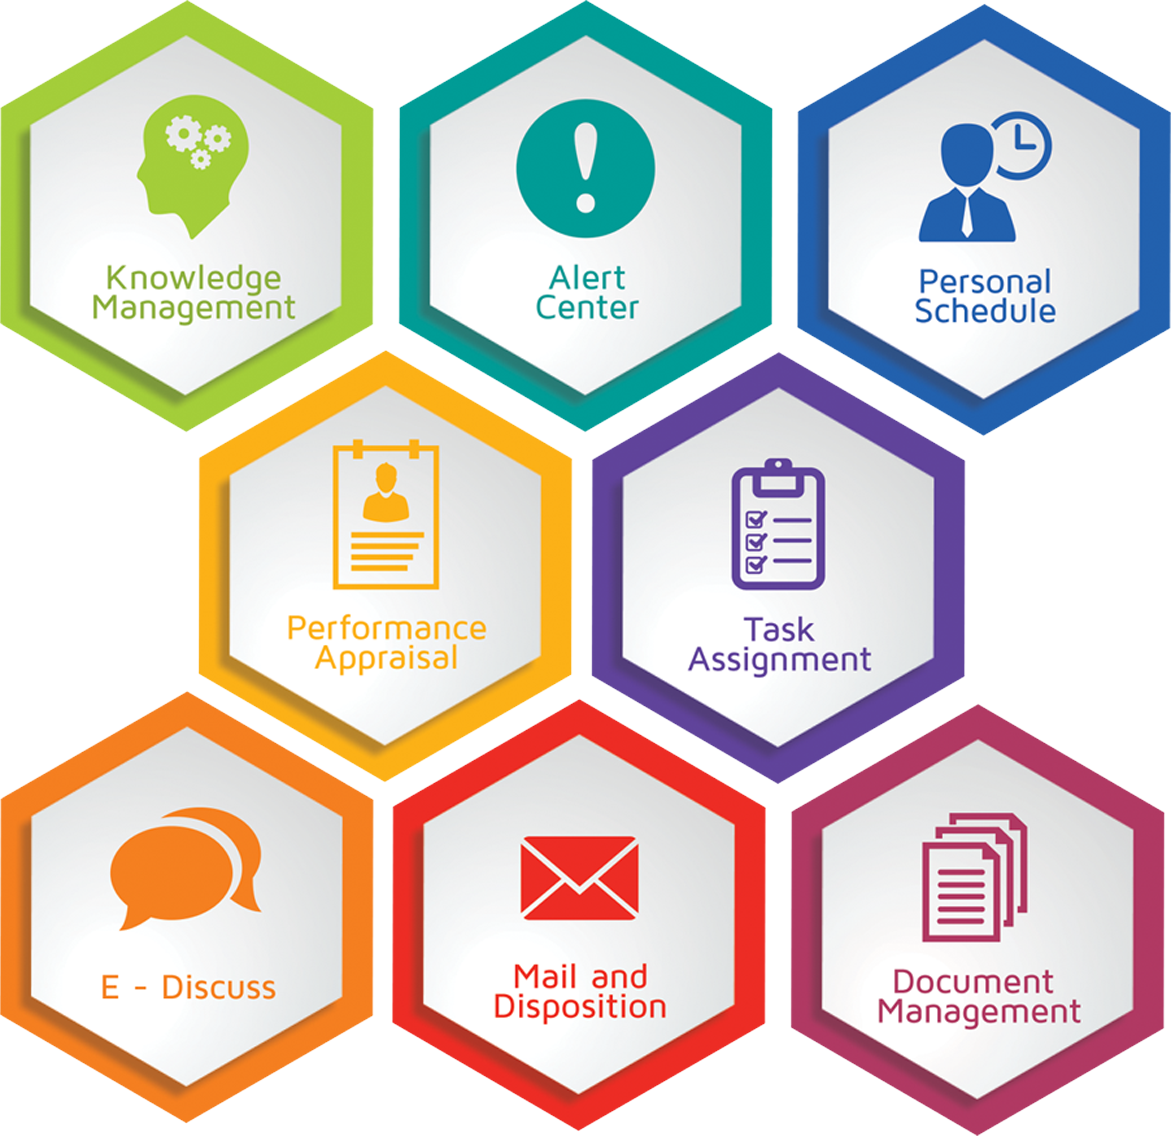 Knowledge
Management
Alert
Center
Personal
Schedule
Performance
Appraisal
Task
Assignment
E - Discuss
Mail and
Disposition
Document
Management